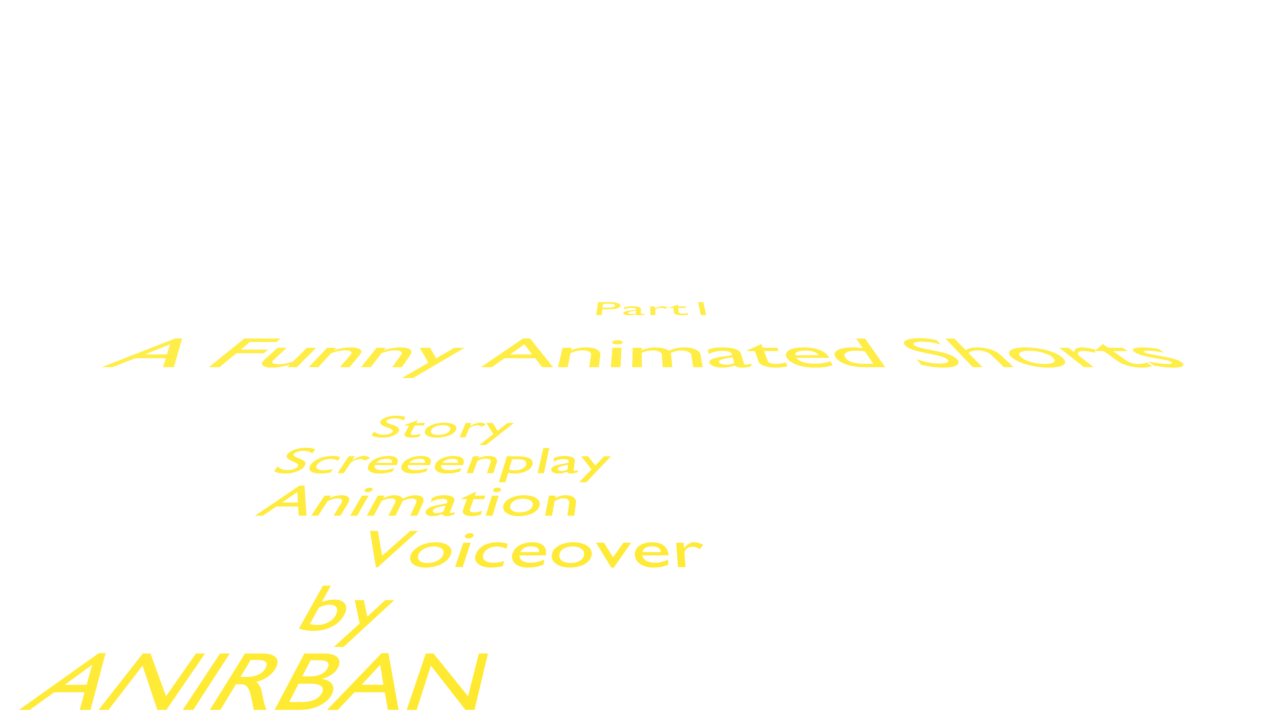 Part I
A Funny Animated Shorts
Story
Screeenplay
Animation
Voiceover
by
ANIRBAN